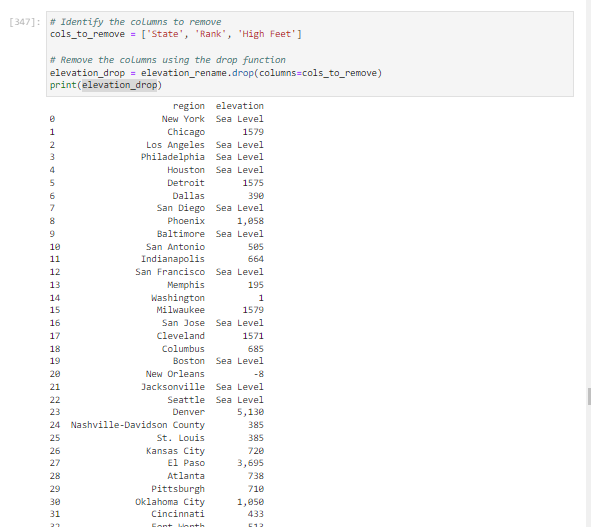 [347]: # Identify the columns to remove
cols_to_remove = ['State', 'Rank', 'High Feet']
# Remove the columns using the drop function
elevation_drop = elevation_rename.drop(columns=cols_to_remove)
print(elevation_drop)
region elevation
0 New York Sea Level
1 Chicago 1579
2 Los Angeles Sea Level
3 Philadelphia Sea Level
4 Houston Sea Level
5 Detroit 1575
6 Dallas 390
7 San Diego Sea Level
8 Phoenix 1,058
9 Baltimore Sea Level
10 San Antonio 505
11 Indianapolis 664
12 San Francisco Sea Level
13 Memphis 195
14 Washington 1
15 Milwaukee 1579
16 San Jose Sea Level
17 Cleveland 1571
18 Columbus 685
19 Boston Sea Level
20 New Orleans -8
21 Jacksonville Sea Level
22 Seattle Sea Level
23 Denver 5,130
24 Nashville-Davidson County 385
25 St. Louis 385
26 Kansas City 720
27 El Paso 3,695
28 Atlanta 738
29 Pittsburgh 710
30 Oklahoma City 1,050
31 Cincinnati 433
32 Fort Worth 513